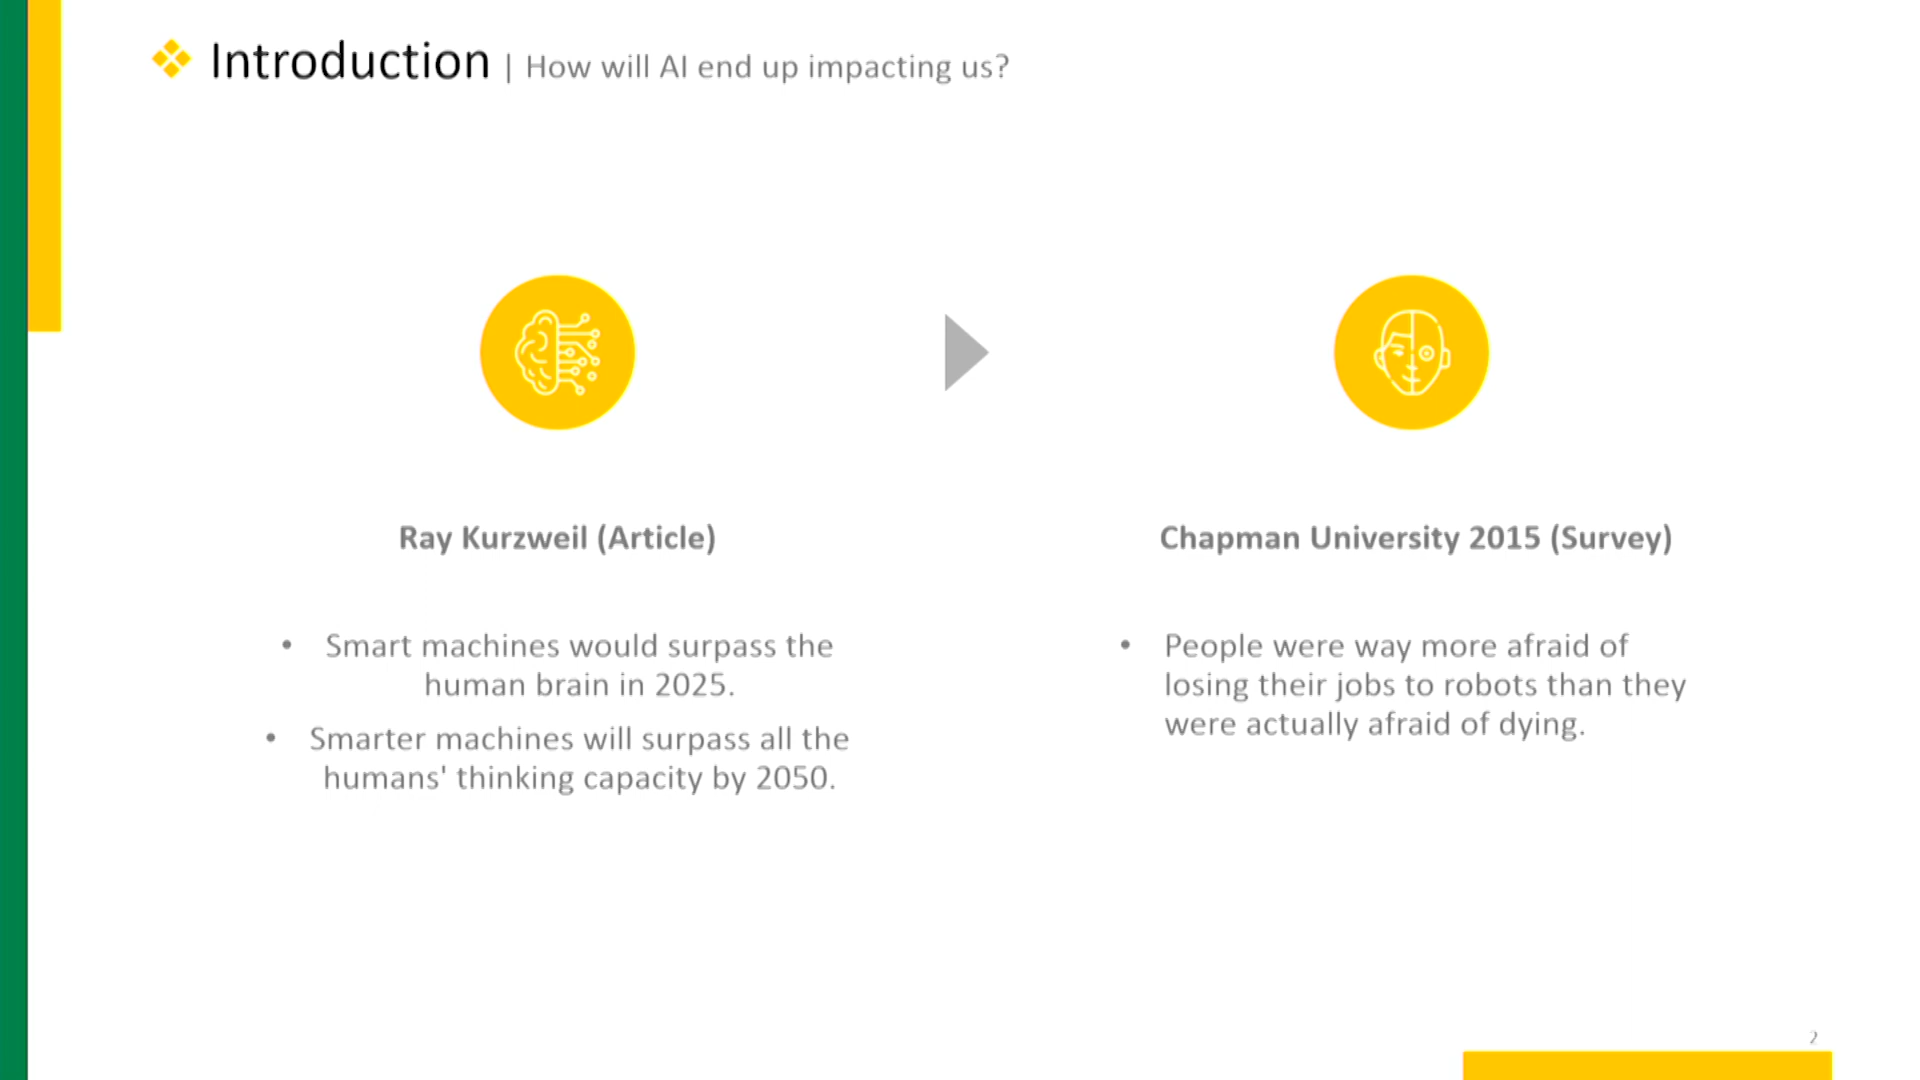 Introduction | How will AI end up impacting us?
Ray Kurzweil (Article)
• Smart machines would surpass the
human brain in 2025.
• Smarter machines will surpass all the
humans' thinking capacity by 2050.
Chapman University 2015 (Survey)
• People were way more afraid of
losing their jobs to robots than they
were actually afraid of dying.
2